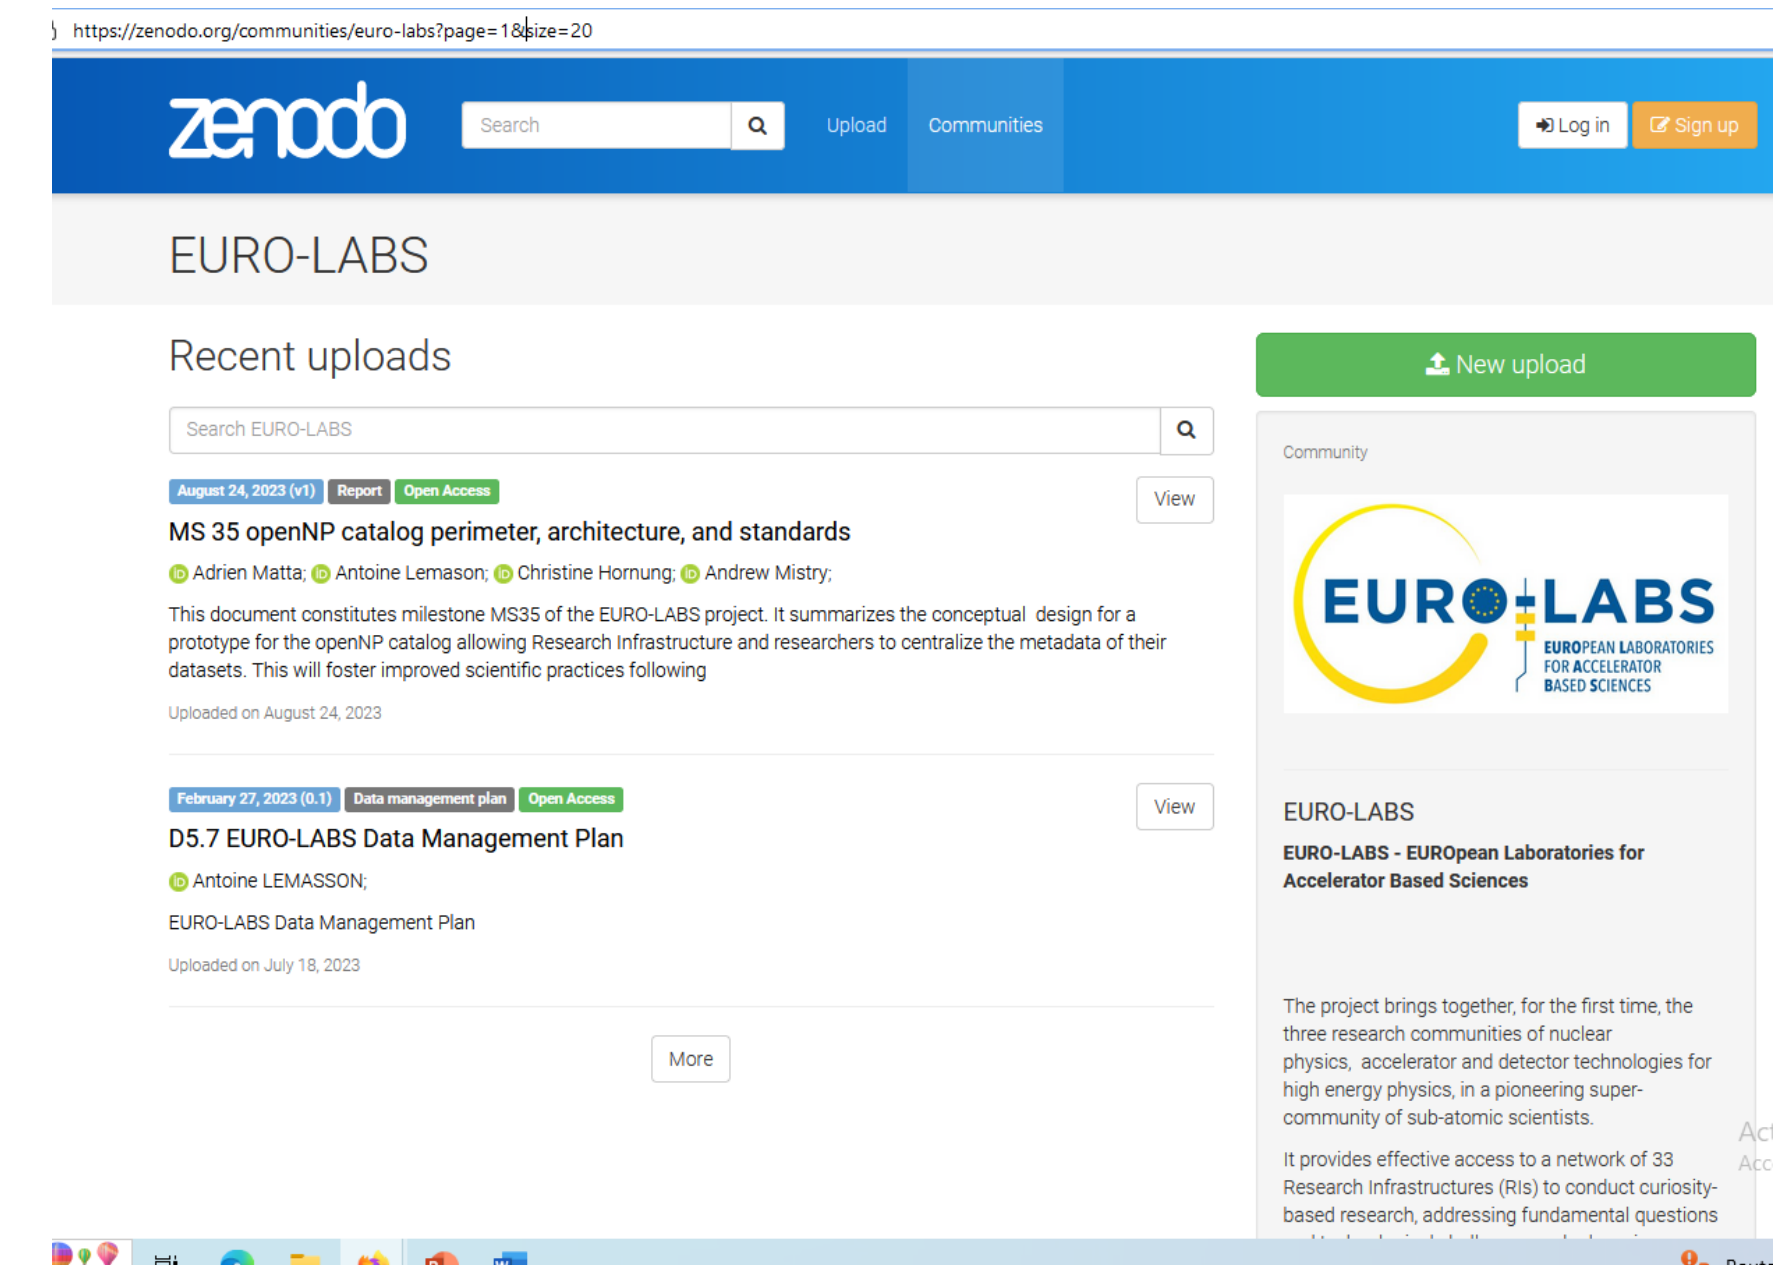 https://zenodo.org/communities/euro-labs?page=1&size=20
zenodo
Search
Upload
Communities
Log in
Sign up
EURO-LABS
Recent uploads
New upload
Search EURO-LABS
Community
August 24, 2023 (v1) Report Open Access
View
MS 35 openNP catalog perimeter, architecture, and standards
iD Adrien Matta; iD Antoine Lemason; iD Christine Hornung; iD Andrew Mistry;
This document constitutes milestone MS35 of the EURO-LABS project. It summarizes the conceptual design for a
prototype for the openNP catalog allowing Research Infrastructure and researchers to centralize the metadata of their
datasets. This will foster improved scientific practices following
Uploaded on August 24, 2023
EURO-LABS
EUROPEAN LABORATORIES
FOR ACCELERATOR
BASED SCIENCES
February 27, 2023 (0.1) Data management plan Open Access
View
D5.7 EURO-LABS Data Management Plan
iD Antoine LEMASSON;
EURO-LABS Data Management Plan
Uploaded on July 18, 2023
More
EURO-LABS
EURO-LABS - EUROpean Laboratories for
Accelerator Based Sciences
The project brings together, for the first time, the
three research communities of nuclear
physics, accelerator and detector technologies for
high energy physics, in a pioneering super-
community of sub-atomic scientists.
It provides effective access to a network of 33
Research Infrastructures (RIs) to conduct curiosity-
based research, addressing fundamental questions